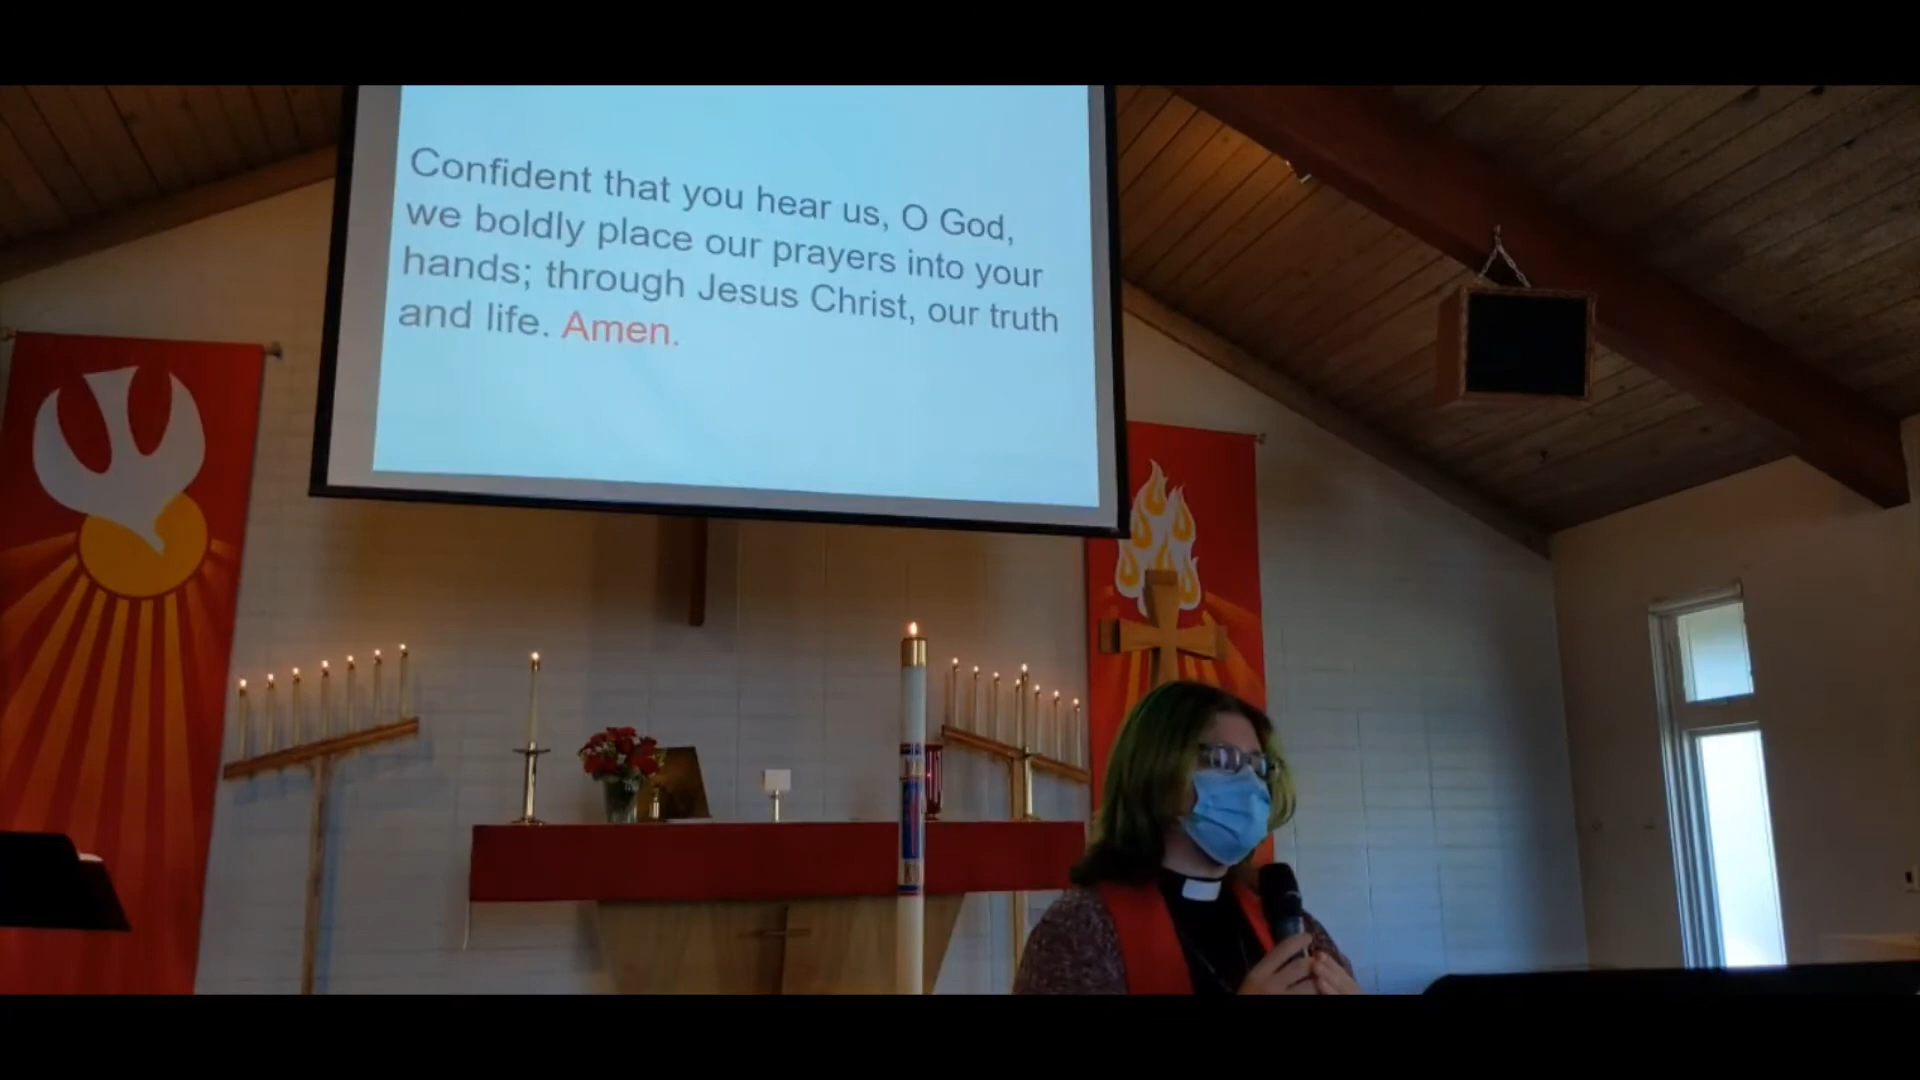 Confident that you hear us, O God,
we boldly place our prayers into your
hands; through Jesus Christ, our truth
and life. Amen.